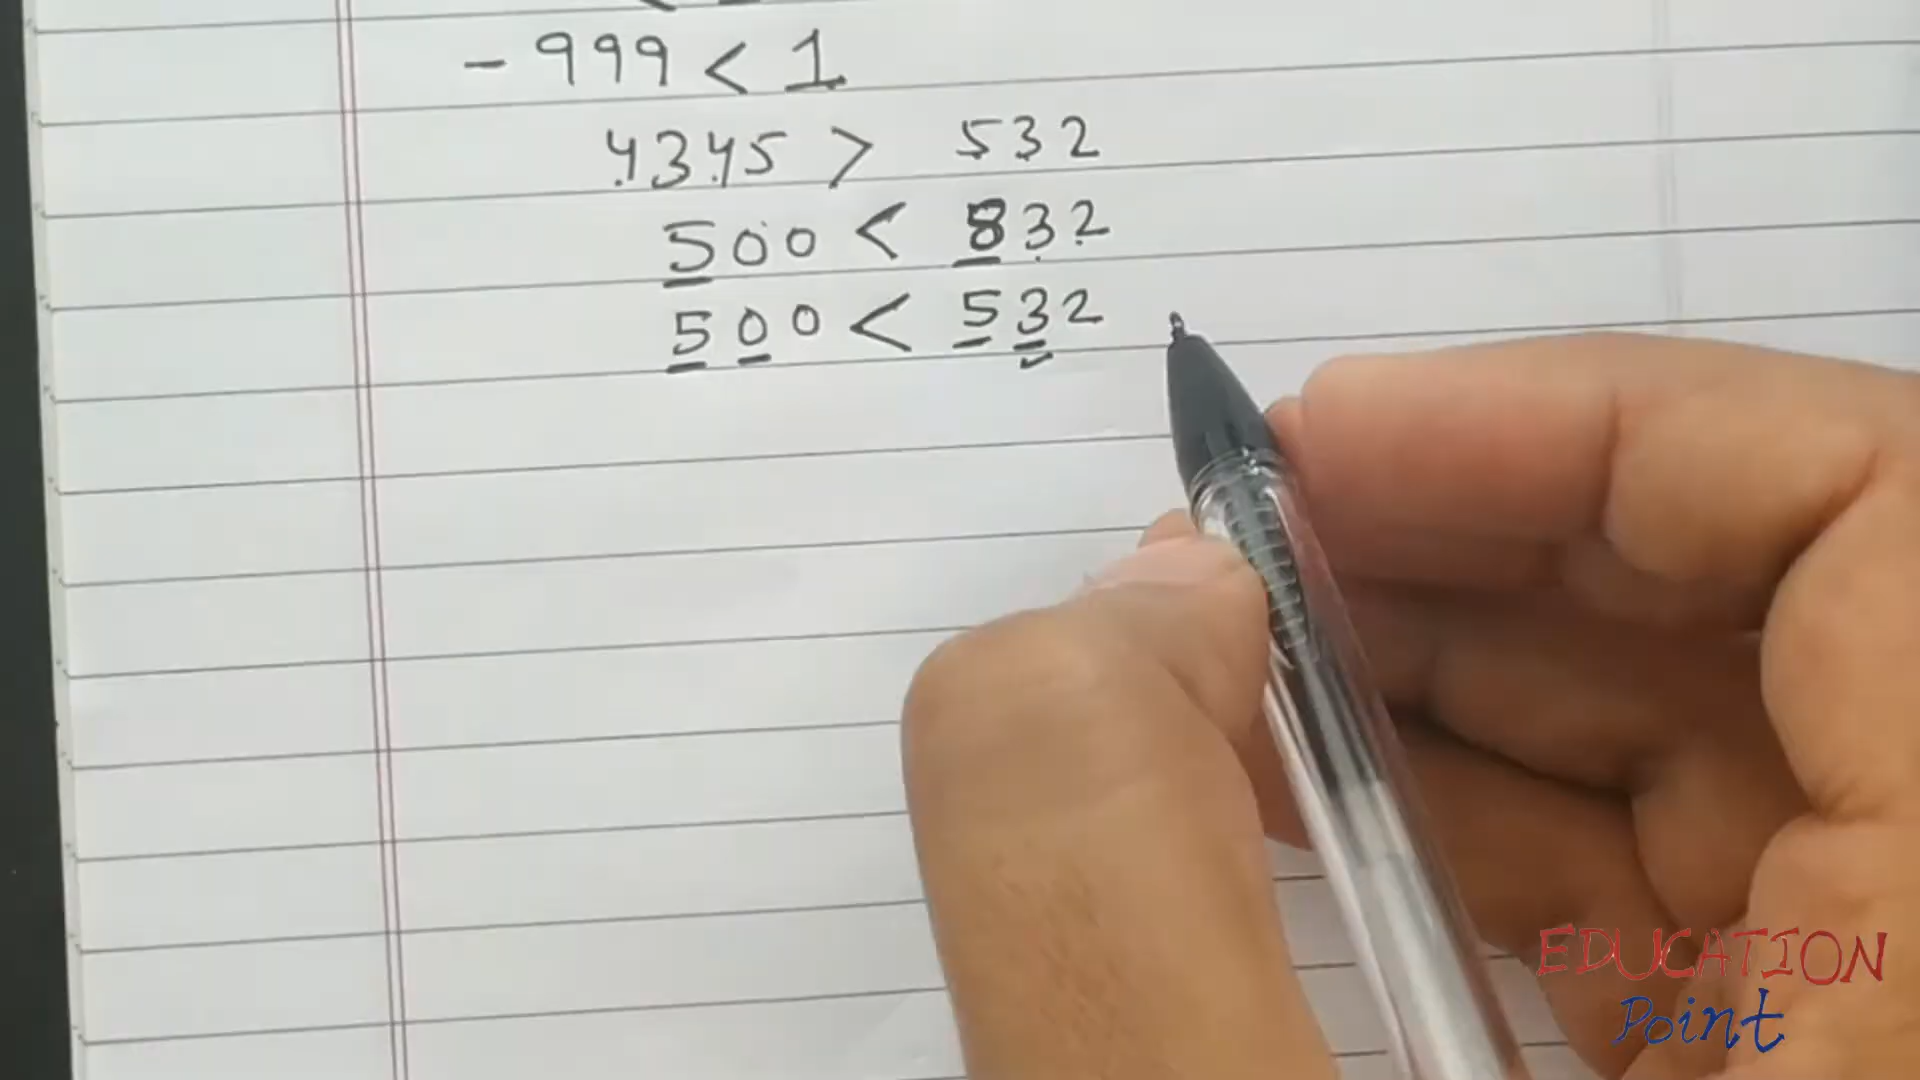 - 999 < 1
4345 > 532
500 < 832
500 < 532
EDUCATION
Point